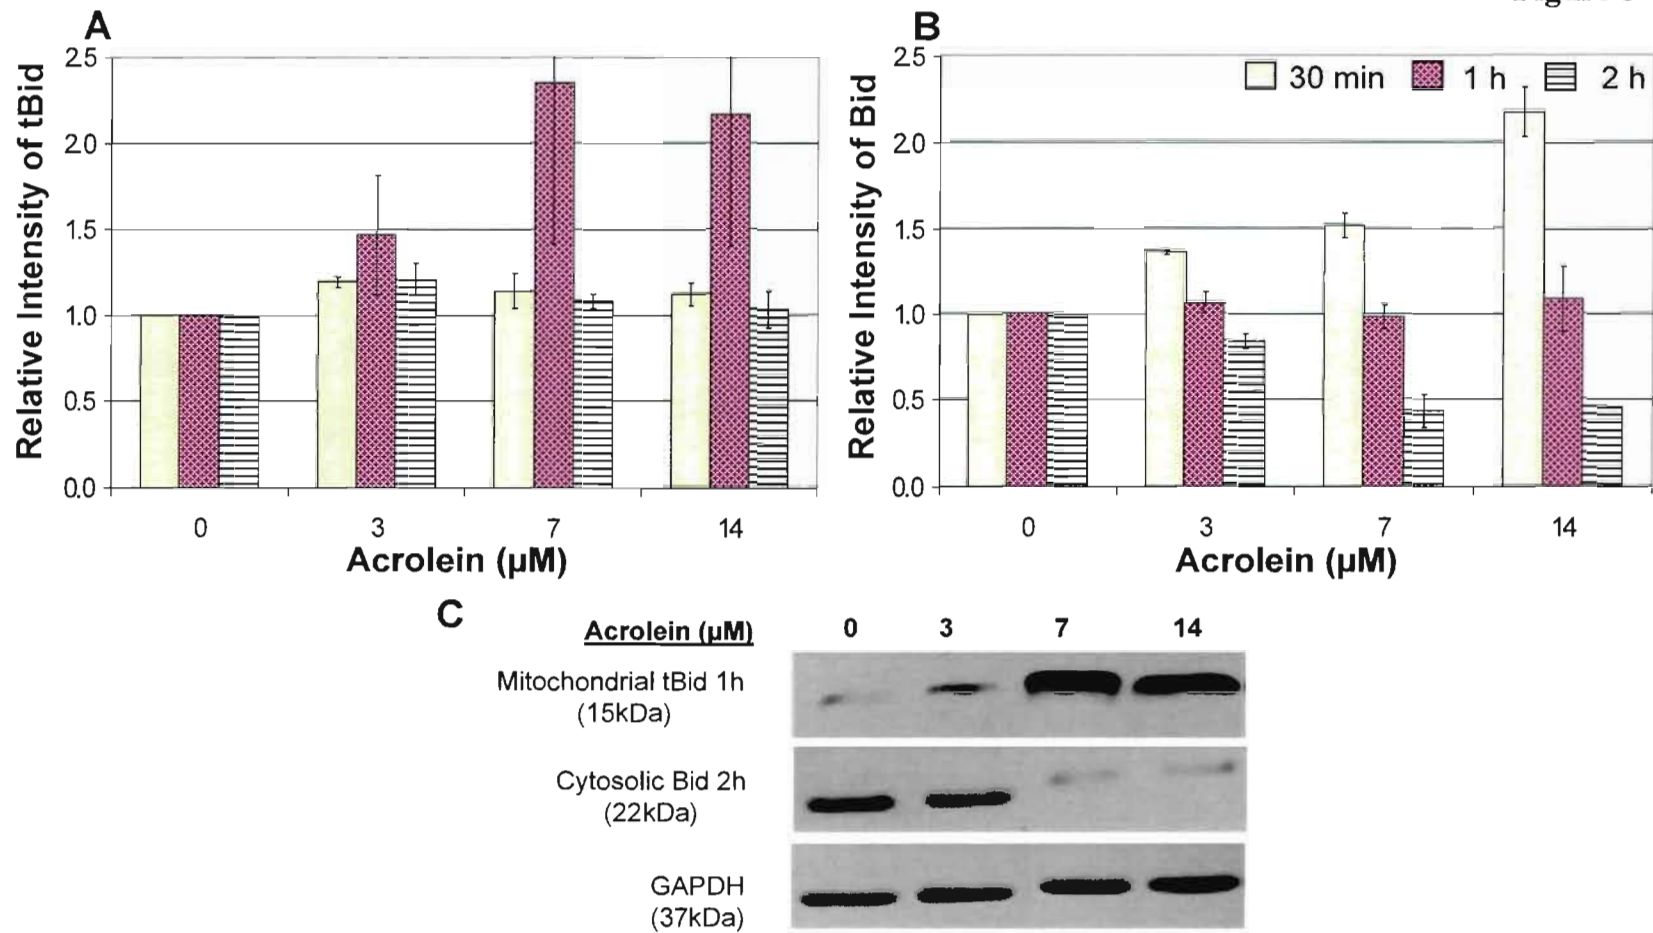 A
B
Relative Intensity of tBid
2.5
2.0
1.5
1.0
0.5
0.0
0 3 7 14
Acrolein (µM)
Relative Intensity of Bid
2.5
2.0
1.5
1.0
0.5
0.0
30 min 1 h 2 h
0 3 7 14
Acrolein (µM)
C
Acrolein (µM) 0 3 7 14
Mitochondrial tBid 1h
(15kDa)
Cytosolic Bid 2h
(22kDa)
GAPDH
(37kDa)